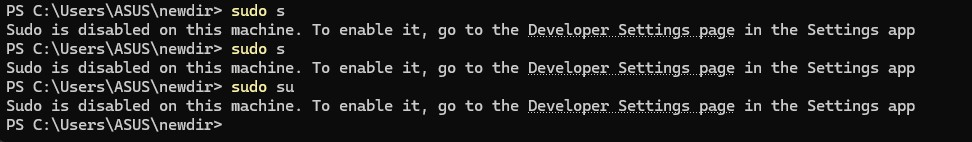 PS C:\Users\ASUS\newdir> sudo s
Sudo is disabled on this machine. To enable it, go to the Developer Settings page in the Settings app
PS C:\Users\ASUS\newdir> sudo s
Sudo is disabled on this machine. To enable it, go to the Developer Settings page in the Settings app
PS C:\Users\ASUS\newdir> sudo su
Sudo is disabled on this machine. To enable it, go to the Developer Settings page in the Settings app
PS C:\Users\ASUS\newdir>